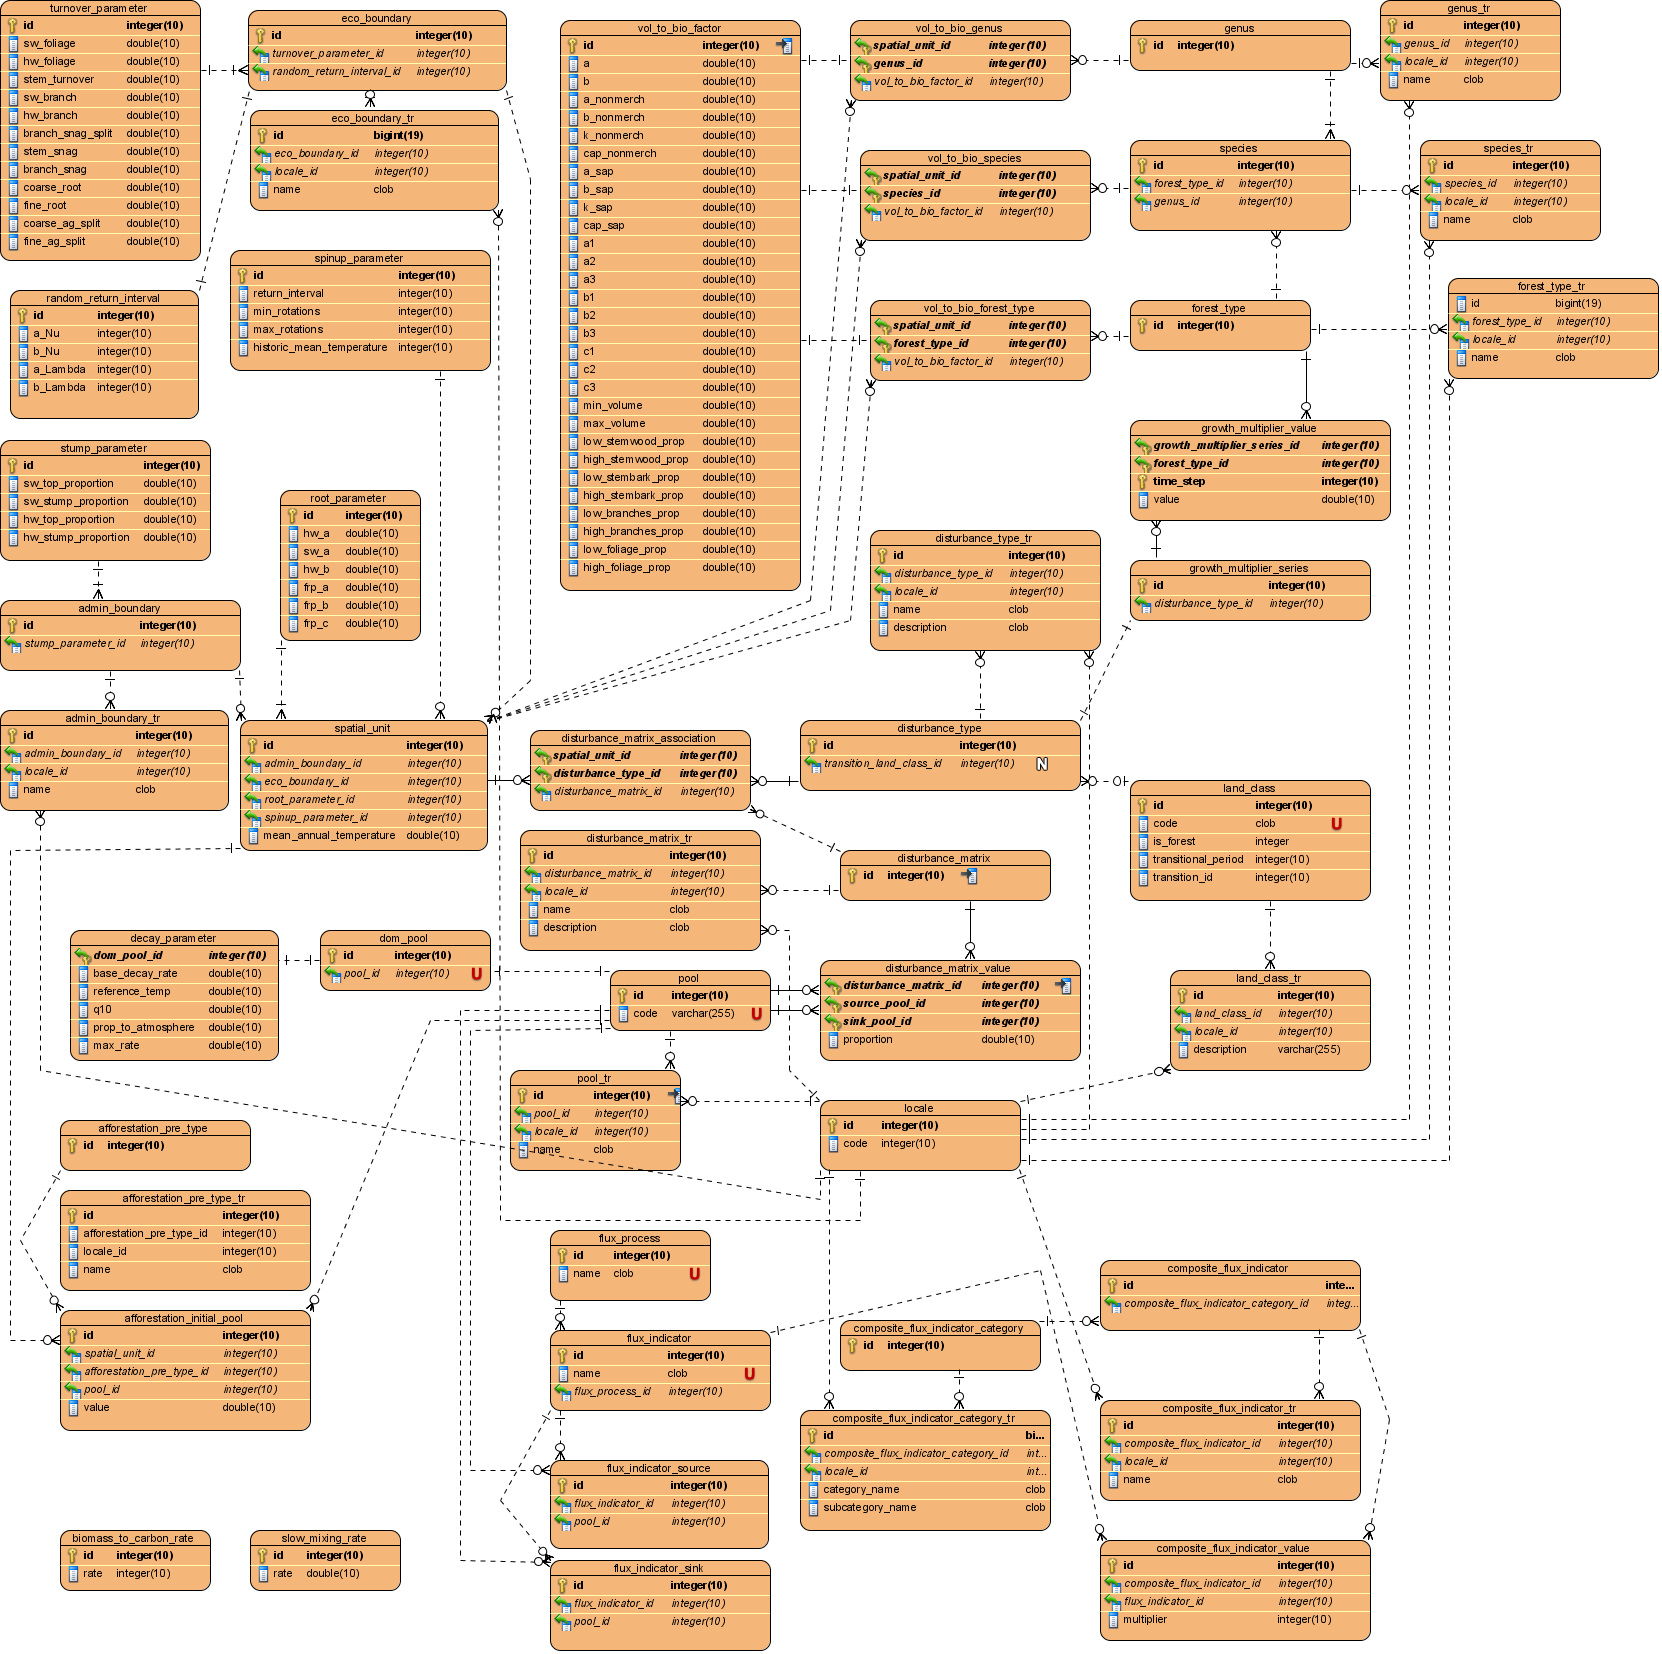 turnover_parameter
id integer(10)
sw_foliage double(10)
hw_foliage double(10)
stem_turnover double(10)
sw_branch double(10)
hw_branch double(10)
branch_snag_split double(10)
stem_snag double(10)
branch_snag double(10)
coarse_root double(10)
fine_root double(10)
coarse_ag_split double(10)
fine_ag_split double(10)
eco_boundary
id integer(10)
turnover_parameter_id integer(10)
random_return_interval_id integer(10)
eco_boundary_tr
id bigint(19)
eco_boundary_id integer(10)
locale_id integer(10)
name clob
random_return_interval
id integer(10)
a_Nu integer(10)
b_Nu integer(10)
a_Lambda integer(10)
b_Lambda integer(10)
spinup_parameter
id integer(10)
return_interval integer(10)
min_rotations integer(10)
max_rotations integer(10)
historic_mean_temperature integer(10)
vol_to_bio_factor
id integer(10)
a double(10)
b double(10)
a_nonmerch double(10)
b_nonmerch double(10)
k_nonmerch double(10)
cap_nonmerch double(10)
a_sap double(10)
b_sap double(10)
k_sap double(10)
cap_sap double(10)
a1 double(10)
a2 double(10)
a3 double(10)
b1 double(10)
b2 double(10)
b3 double(10)
c1 double(10)
c2 double(10)
c3 double(10)
min_volume double(10)
max_volume double(10)
low_stemwood_prop double(10)
high_stemwood_prop double(10)
low_stembark_prop double(10)
high_stembark_prop double(10)
low_branches_prop double(10)
high_branches_prop double(10)
low_foliage_prop double(10)
high_foliage_prop double(10)
vol_to_bio_genus
spatial_unit_id integer(10)
genus_id integer(10)
vol_to_bio_factor_id integer(10)
genus
id integer(10)
genus_tr
id integer(10)
genus_id integer(10)
locale_id integer(10)
name clob
vol_to_bio_species
spatial_unit_id integer(10)
species_id integer(10)
vol_to_bio_factor_id integer(10)
species
id integer(10)
forest_type_id integer(10)
genus_id integer(10)
species_tr
id integer(10)
species_id integer(10)
locale_id integer(10)
name clob
vol_to_bio_forest_type
spatial_unit_id integer(10)
forest_type_id integer(10)
vol_to_bio_factor_id integer(10)
forest_type
id integer(10)
forest_type_tr
id bigint(19)
forest_type_id integer(10)
locale_id integer(10)
name clob
growth_multiplier_value
growth_multiplier_series_id integer(10)
forest_type_id integer(10)
time_step integer(10)
value double(10)
growth_multiplier_series
id integer(10)
disturbance_type_id integer(10)
disturbance_type_tr
id integer(10)
disturbance_type_id integer(10)
locale_id integer(10)
name clob
description clob
stump_parameter
id integer(10)
sw_top_proportion double(10)
sw_stump_proportion double(10)
hw_top_proportion double(10)
hw_stump_proportion double(10)
root_parameter
id integer(10)
hw_a double(10)
sw_a double(10)
hw_b double(10)
frp_a double(10)
frp_b double(10)
frp_c double(10)
admin_boundary
id integer(10)
stump_parameter_id integer(10)
admin_boundary_tr
id integer(10)
admin_boundary_id integer(10)
locale_id integer(10)
name clob
spatial_unit
id integer(10)
admin_boundary_id integer(10)
eco_boundary_id integer(10)
root_parameter_id integer(10)
spinup_parameter_id integer(10)
mean_annual_temperature double(10)
disturbance_matrix_association
spatial_unit_id integer(10)
disturbance_type_id integer(10)
disturbance_matrix_id integer(10)
disturbance_type
id integer(10)
transition_land_class_id integer(10) N
land_class
id integer(10)
code clob U
is_forest integer
transitional_period integer(10)
transition_id integer(10)
disturbance_matrix_tr
id integer(10)
disturbance_matrix_id integer(10)
locale_id integer(10)
name clob
description clob
disturbance_matrix
id integer(10)
decay_parameter
dom_pool_id integer(10)
base_decay_rate double(10)
reference_temp double(10)
q10 double(10)
prop_to_atmosphere double(10)
max_rate double(10)
dom_pool
id integer(10)
pool_id integer(10) U
pool
id integer(10)
code varchar(255) U
disturbance_matrix_value
disturbance_matrix_id integer(10)
source_pool_id integer(10)
sink_pool_id integer(10)
proportion double(10)
land_class_tr
id integer(10)
land_class_id integer(10)
locale_id integer(10)
description varchar(255)
pool_tr
id integer(10)
pool_id integer(10)
locale_id integer(10)
name clob
locale
id integer(10)
code integer(10)
afforestation_pre_type
id integer(10)
afforestation_pre_type_tr
id integer(10)
afforestation_pre_type_id integer(10)
locale_id integer(10)
name clob
afforestation_initial_pool
id integer(10)
spatial_unit_id integer(10)
afforestation_pre_type_id integer(10)
pool_id integer(10)
value double(10)
flux_process
id integer(10)
name clob U
flux_indicator
id integer(10)
name clob U
flux_process_id integer(10)
flux_indicator_source
id integer(10)
flux_indicator_id integer(10)
pool_id integer(10)
flux_indicator_sink
id integer(10)
flux_indicator_id integer(10)
pool_id integer(10)
composite_flux_indicator
id inte...
composite_flux_indicator_category_id integ...
composite_flux_indicator_category
id integer(10)
composite_flux_indicator_category_tr
id bi...
composite_flux_indicator_category_id int...
locale_id int...
category_name clob
subcategory_name clob
composite_flux_indicator_tr
id integer(10)
composite_flux_indicator_id integer(10)
locale_id integer(10)
name clob
composite_flux_indicator_value
id integer(10)
composite_flux_indicator_id integer(10)
flux_indicator_id integer(10)
multiplier integer(10)
biomass_to_carbon_rate
id integer(10)
rate integer(10)
slow_mixing_rate
id integer(10)
rate double(10)